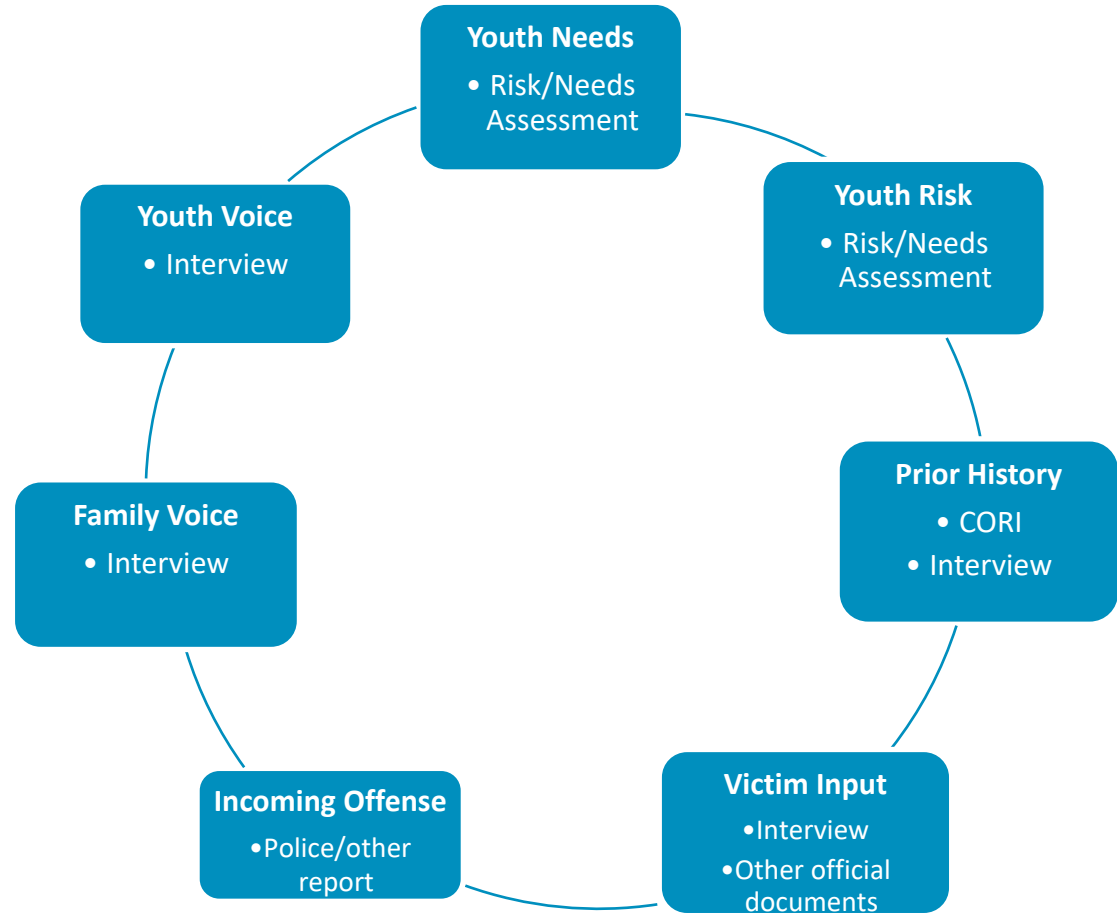 Youth Needs
• Risk/Needs
Assessment
Youth Risk
• Risk/Needs
Assessment
Prior History
• CORI
• Interview
Victim Input
•Interview
•Other official
documents
Incoming Offense
•Police/other
report
Family Voice
• Interview
Youth Voice
• Interview